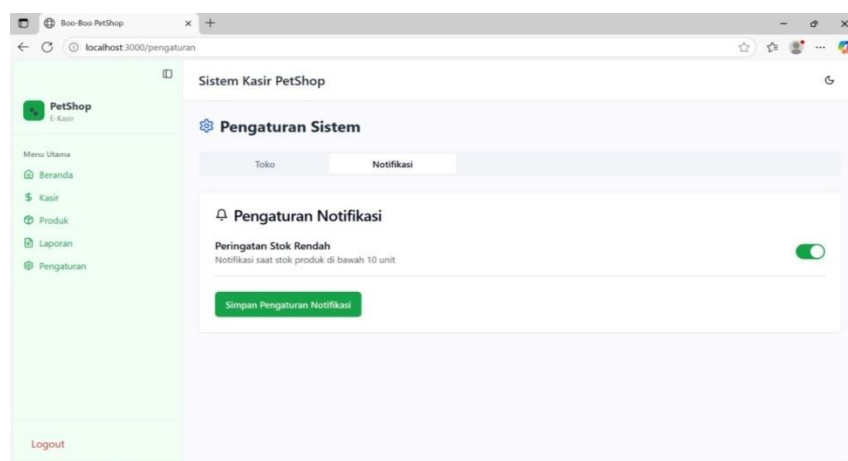 Boo-Boo PetShop
localhost:3000/pengaturan
PetShop
E-Kasir
Menu Utama
Beranda
Kasir
Produk
Laporan
Pengaturan
Logout
Sistem Kasir PetShop
Pengaturan Sistem
Toko
Notifikasi
Pengaturan Notifikasi
Peringatan Stok Rendah
Notifikasi saat stok produk di bawah 10 unit
Simpan Pengaturan Notifikasi